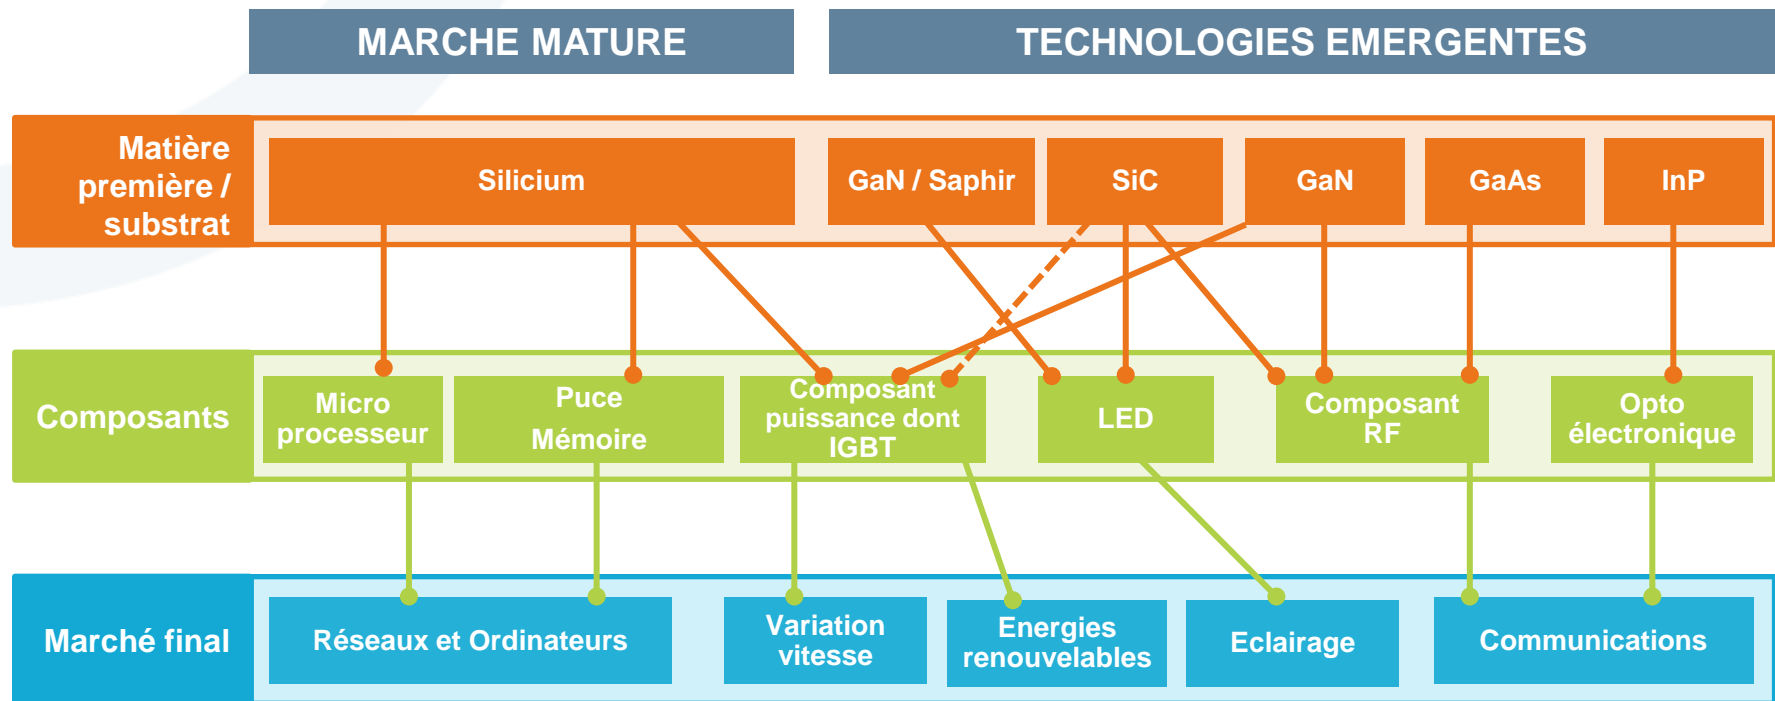 MARCHE MATURE
TECHNOLOGIES EMERGENTES
Matière
première /
substrat
Silicium
GaN / Saphir
SiC
GaN
GaAs
InP
Composants
Micro
processeur
Puce
Mémoire
Composant
puissance dont
IGBT
LED
Composant
RF
Opto
électronique
Marché final
Réseaux et Ordinateurs
Variation
vitesse
Energies
renouvelables
Eclairage
Communications